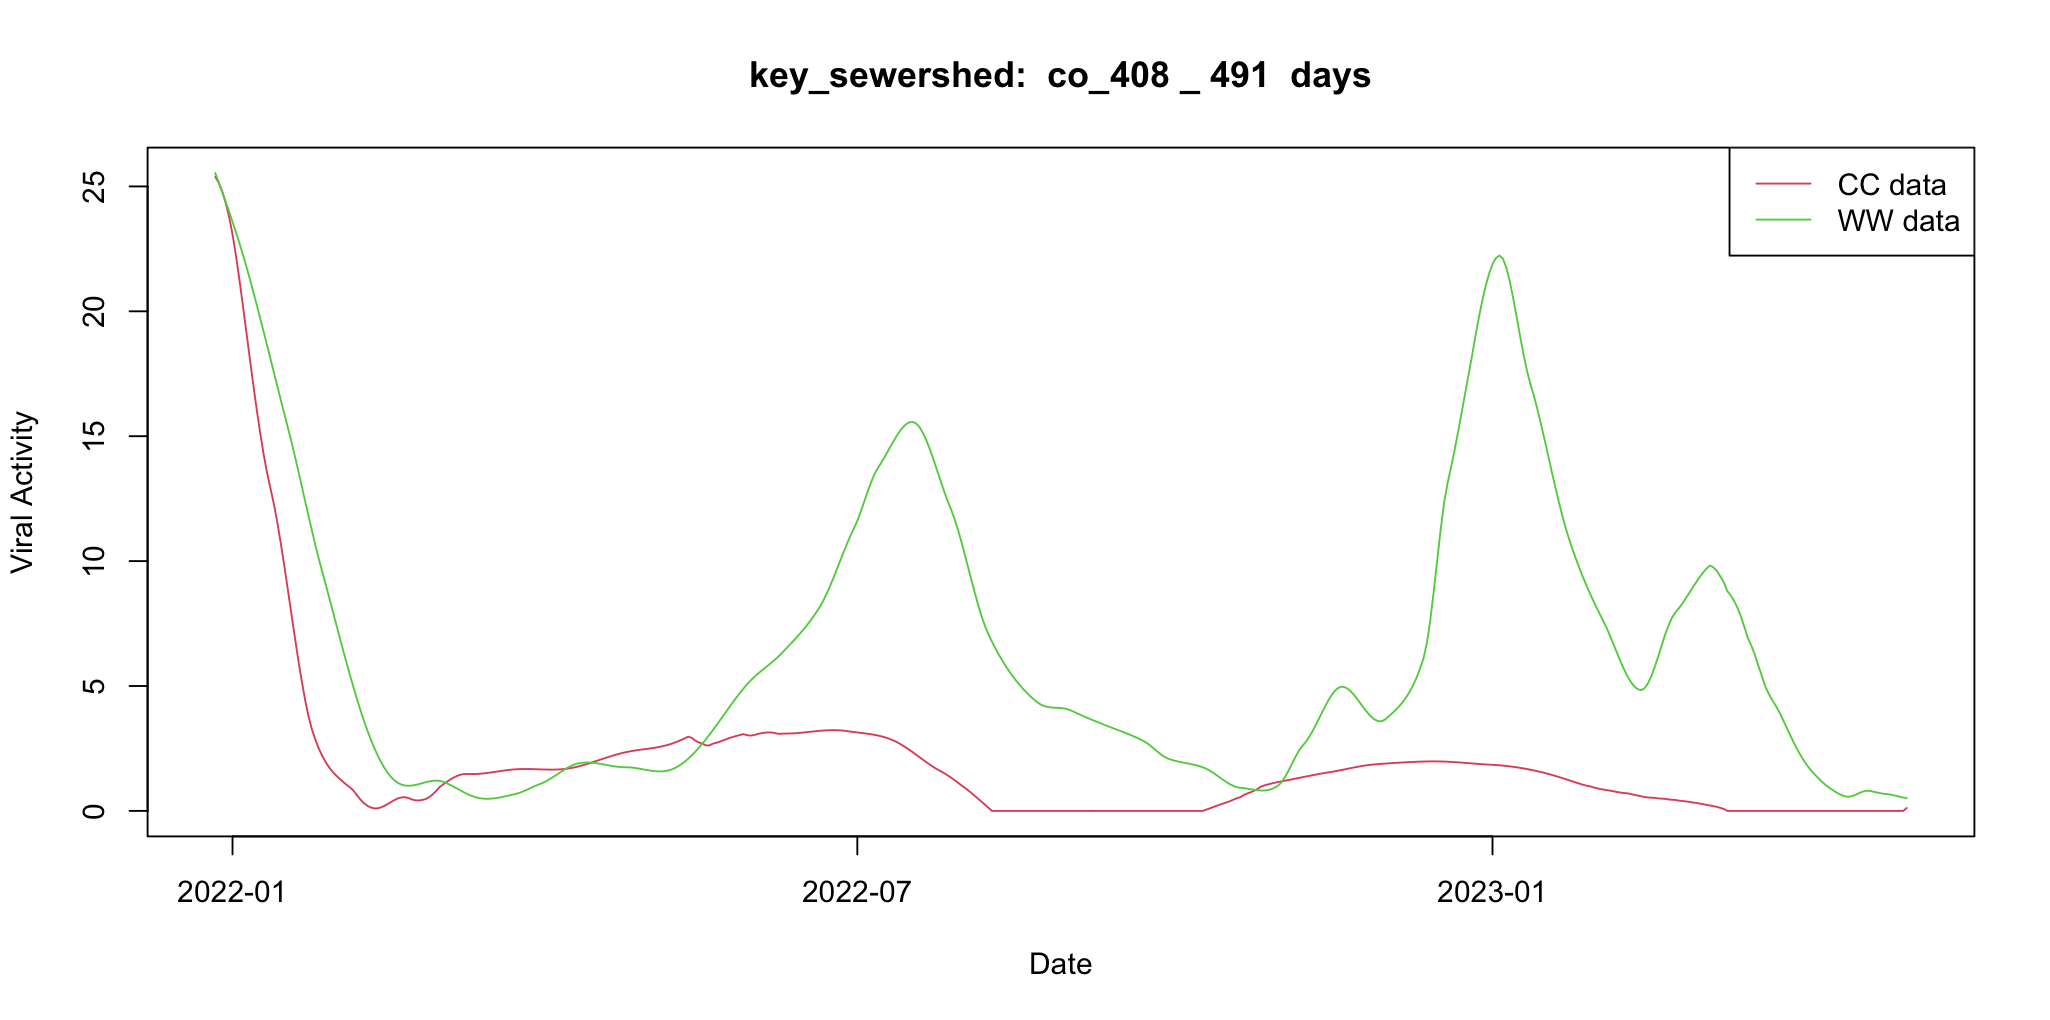 key_sewershed: co_408 _ 491 days
CC data
WW data
Viral Activity
25
20
15
10
5
0
2022-01
2022-07
2023-01
Date